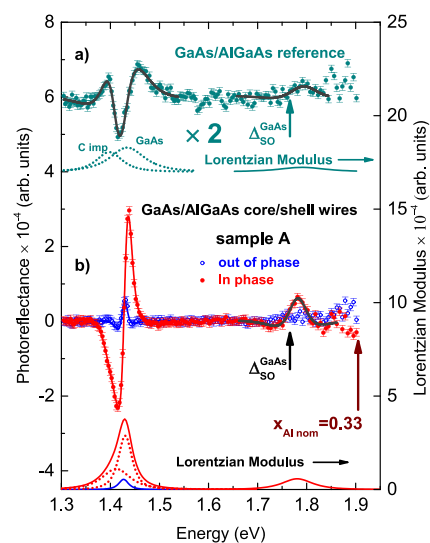 8
6
4
2
0
-2
-4
25
20
15
10
5
0
Photoreflectance × 10⁻⁴ (arb. units)
Lorentzian Modulus × 10⁻⁴ (arb. units)
a)
GaAs/AlGaAs reference
C imp
GaAs
× 2
Δ_SO^GaAs
Lorentzian Modulus
GaAs/AlGaAs core/shell wires
sample A
b)
out of phase
In phase
Δ_SO^GaAs
x_Al nom=0.33
Lorentzian Modulus
1.3 1.4 1.5 1.6 1.7 1.8 1.9
Energy (eV)